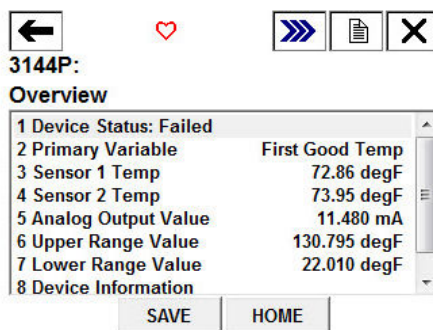 3144P:
Overview
1 Device Status: Failed
2 Primary Variable First Good Temp
3 Sensor 1 Temp 72.86 degF
4 Sensor 2 Temp 73.95 degF
5 Analog Output Value 11.480 mA
6 Upper Range Value 130.795 degF
7 Lower Range Value 22.010 degF
8 Device Information
SAVE HOME